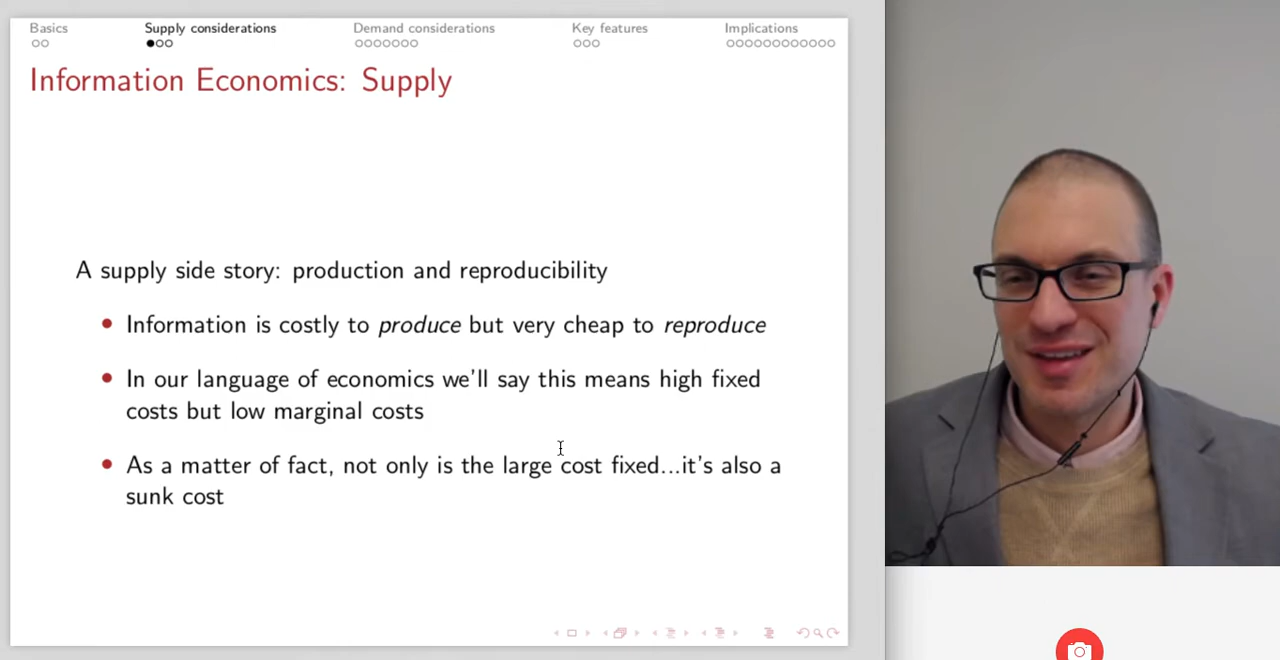 Basics Supply considerations Demand considerations Key features Implications
Information Economics: Supply
A supply side story: production and reproducibility
Information is costly to produce but very cheap to reproduce
In our language of economics we'll say this means high fixed
costs but low marginal costs
As a matter of fact, not only is the large cost fixed...it's also a
sunk cost